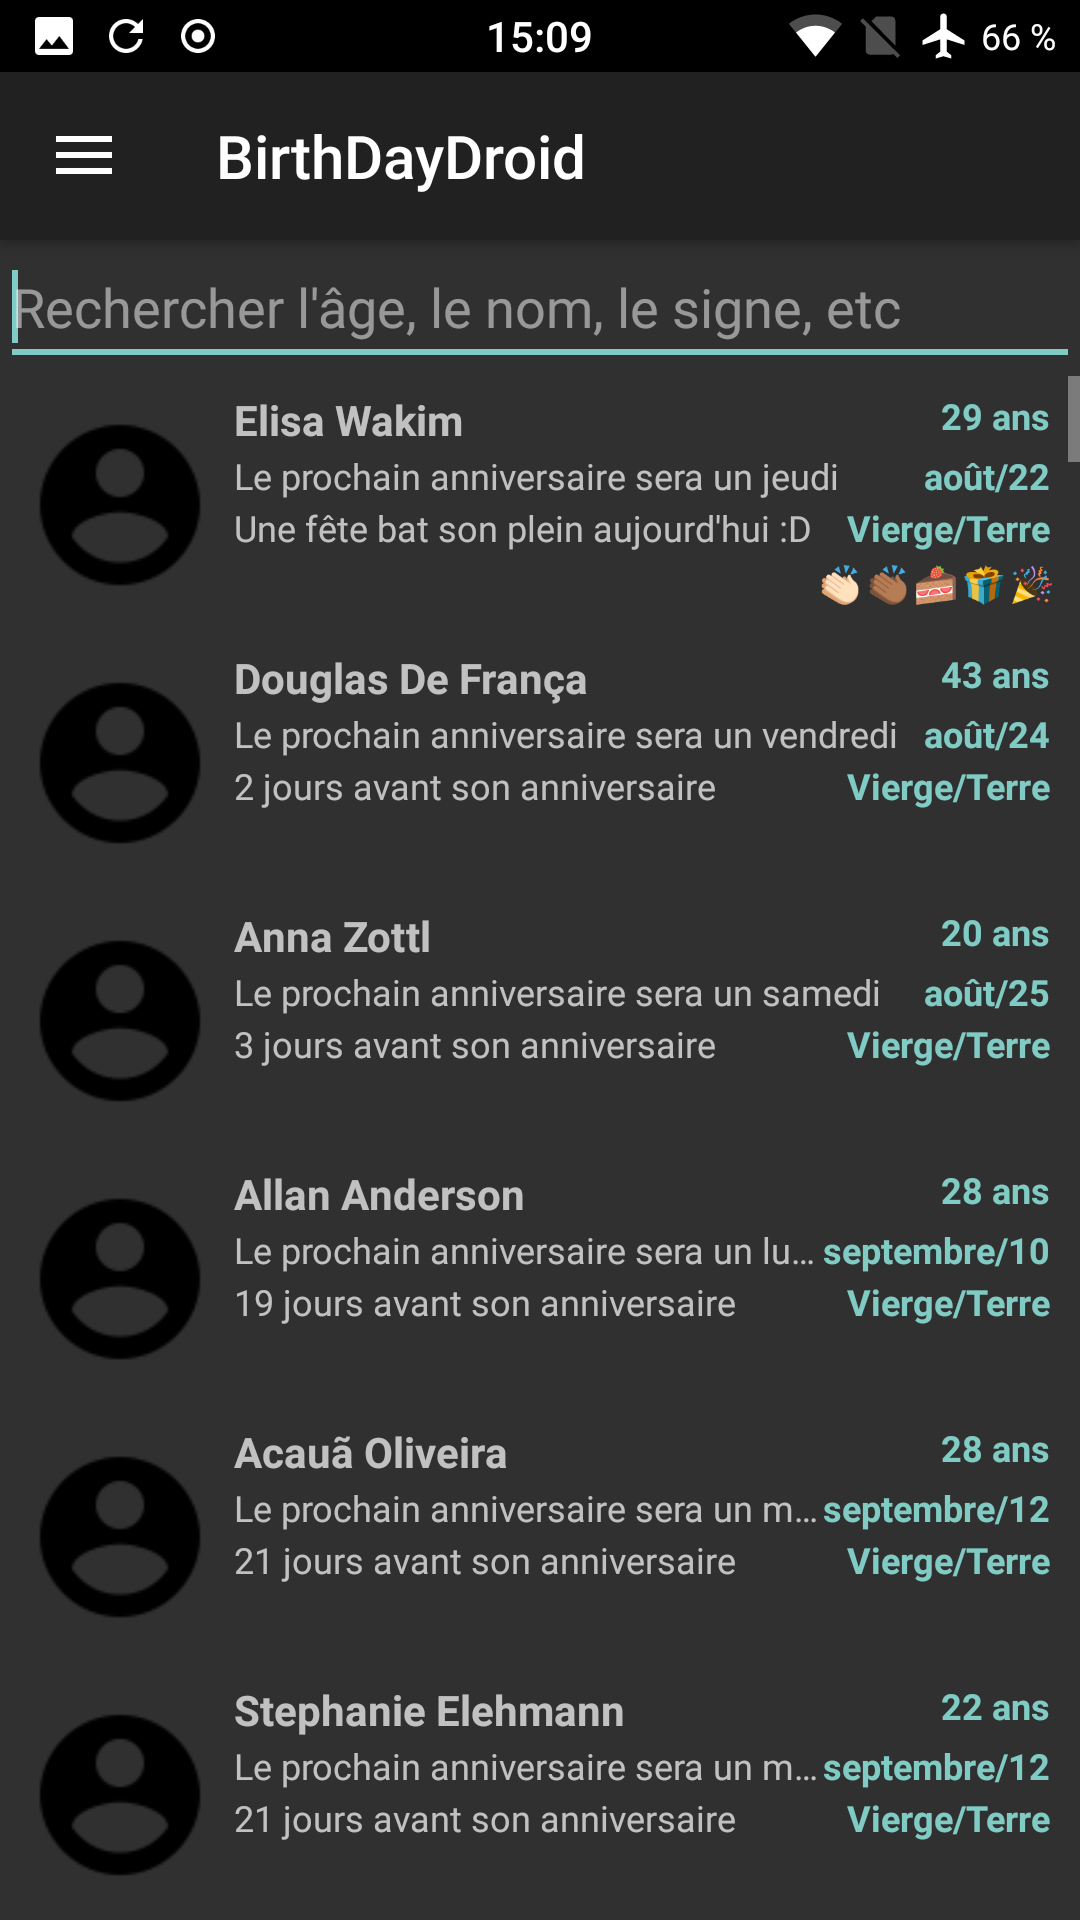 15:09
66 %
BirthDayDroid
Rechercher l'âge, le nom, le signe, etc
Elisa Wakim
29 ans
Le prochain anniversaire sera un jeudi
août/22
Une fête bat son plein aujourd'hui :D
Vierge/Terre
👏🏻👏🏾🍰🎁🎉
Douglas De França
43 ans
Le prochain anniversaire sera un vendredi
août/24
2 jours avant son anniversaire
Vierge/Terre
Anna Zottl
20 ans
Le prochain anniversaire sera un samedi
août/25
3 jours avant son anniversaire
Vierge/Terre
Allan Anderson
28 ans
Le prochain anniversaire sera un lu...
septembre/10
19 jours avant son anniversaire
Vierge/Terre
Acauã Oliveira
28 ans
Le prochain anniversaire sera un m...
septembre/12
21 jours avant son anniversaire
Vierge/Terre
Stephanie Elehmann
22 ans
Le prochain anniversaire sera un m...
septembre/12
21 jours avant son anniversaire
Vierge/Terre